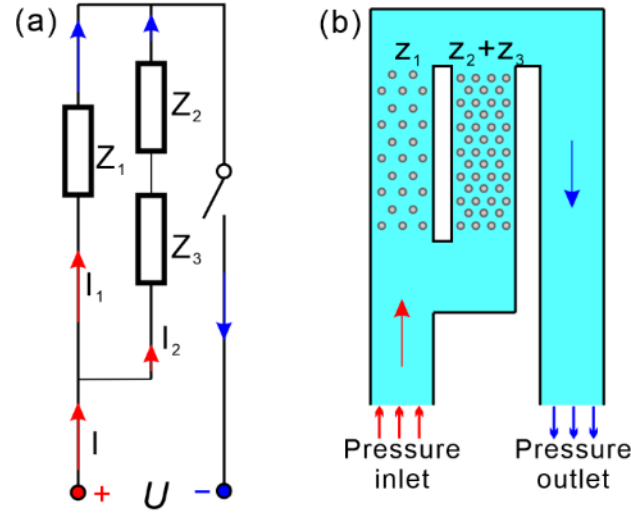 (a)
Z₂
Z₁
Z₃
I₁
I₂
I
+
U
−
(b)
z₁
z₂+z₃
Pressure
inlet
Pressure
outlet